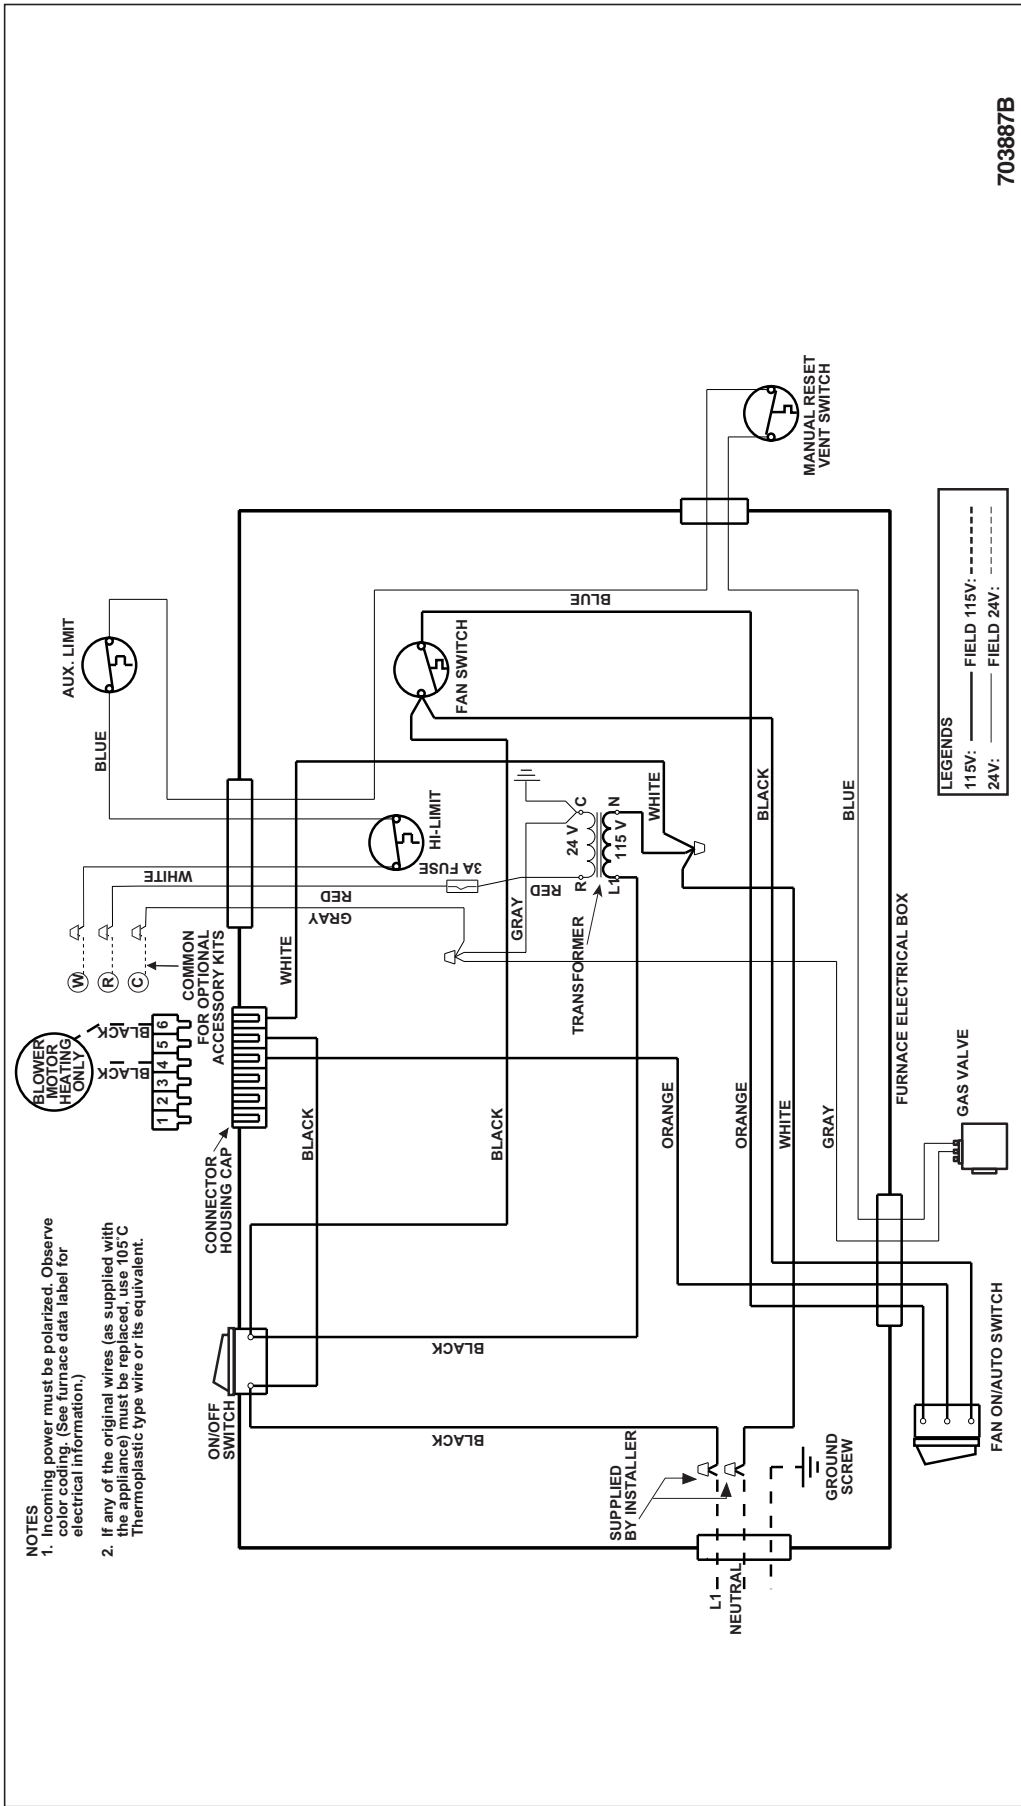 NOTES
1. Incoming power must be polarized. Observe
color coding. (See furnace data label for
electrical information.)
2. If any of the original wires (as supplied with
the appliance) must be replaced, use 105°C
Thermoplastic type wire or its equivalent.
BLOWER
MOTOR
HEATING
ONLY
BLACK
BLACK
1 2 3 4 5 6
W
R
C
COMMON
FOR OPTIONAL
ACCESSORY KITS
CONNECTOR
HOUSING CAP
ON/OFF
SWITCH
AUX. LIMIT
BLUE
WHITE
RED
GRAY
HI-LIMIT
3A FUSE
RED
WHITE
BLACK
BLACK
GRAY
FAN SWITCH
BLUE
TRANSFORMER
R
24 V
C
L1
115 V
N
WHITE
BLACK
BLACK
ORANGE
ORANGE
BLACK
WHITE
GRAY
BLUE
SUPPLIED
BY INSTALLER
L1
NEUTRAL
GROUND
SCREW
MANUAL RESET
VENT SWITCH
FURNACE ELECTRICAL BOX
GAS VALVE
FAN ON/AUTO SWITCH
LEGENDS
115V:
FIELD 115V:
24V:
FIELD 24V:
703887B